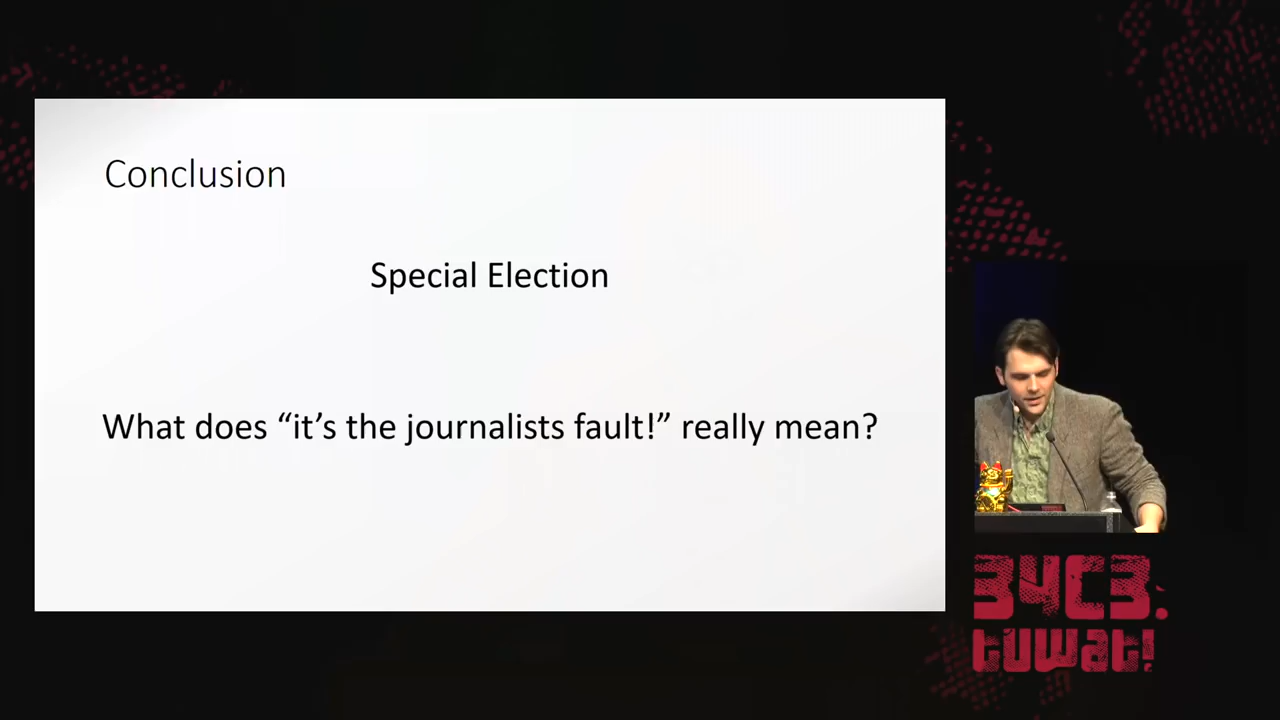 Conclusion
Special Election
What does “it’s the journalists fault!” really mean?
34C3.
tuwat!